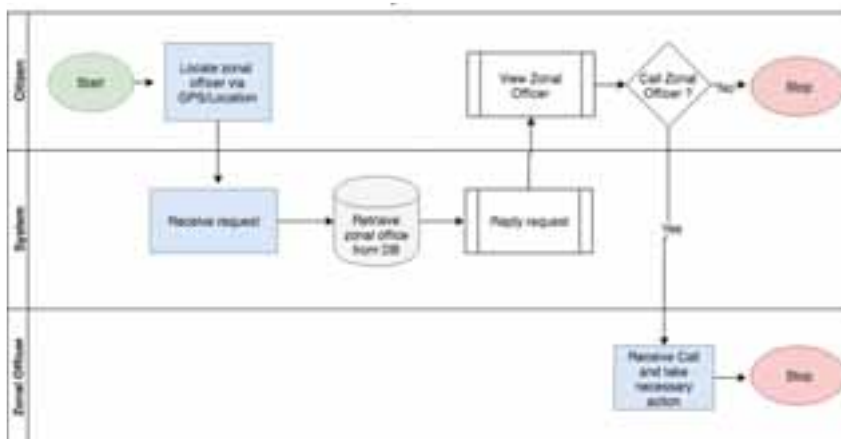 Citizen
Start
Locate zonal
officer via
GPS/Location
View Zonal
Officer
Call Zonal
Officer ?
No
Stop
System
Receive request
Retrieve
zonal office
from DB
Reply request
Yes
Zonal Officer
Receive Call
and take
necessary
action
Stop